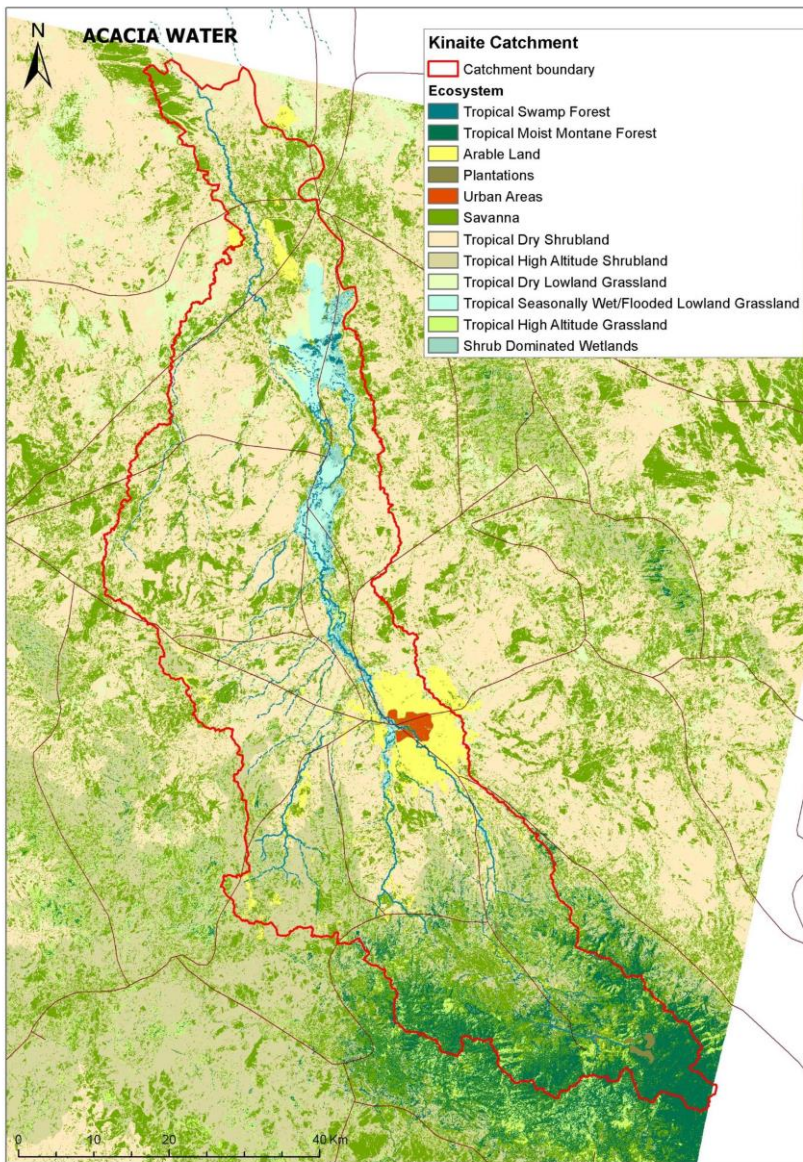 N
ACACIA WATER
Kinaite Catchment
Catchment boundary
Ecosystem
Tropical Swamp Forest
Tropical Moist Montane Forest
Arable Land
Plantations
Urban Areas
Savanna
Tropical Dry Shrubland
Tropical High Altitude Shrubland
Tropical Dry Lowland Grassland
Tropical Seasonally Wet/Flooded Lowland Grassland
Tropical High Altitude Grassland
Shrub Dominated Wetlands
0 10 20 40 Km